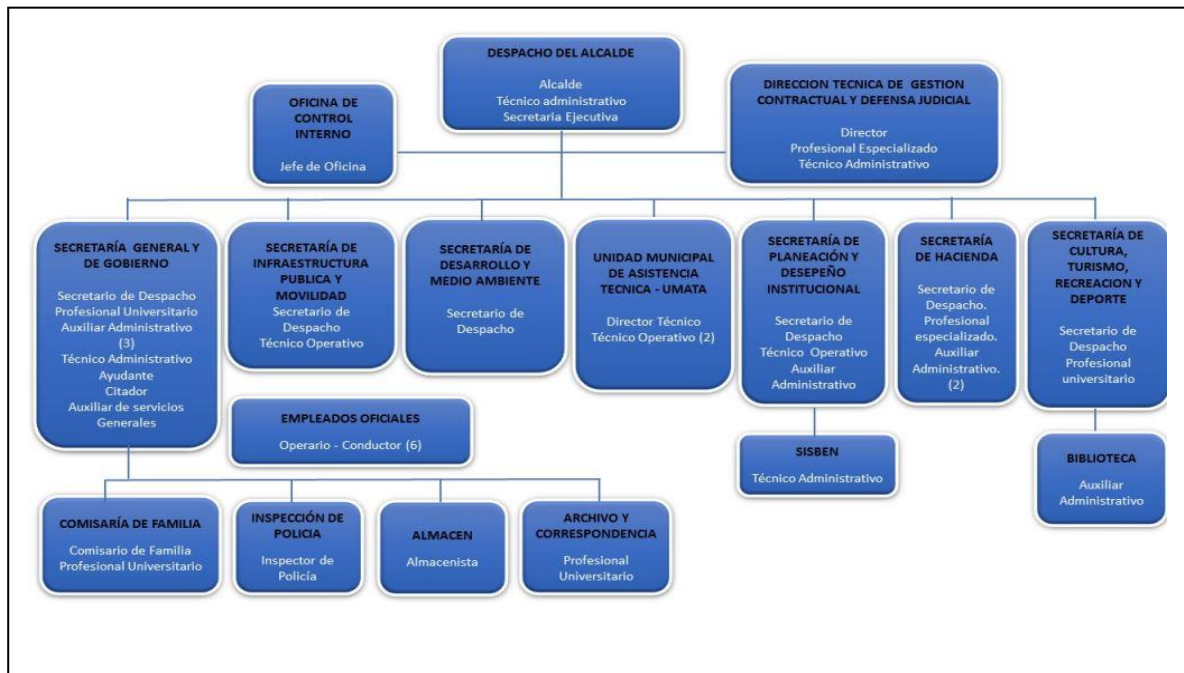 DESPACHO DEL ALCALDE
Alcalde
Técnico administrativo
Secretaria Ejecutiva
OFICINA DE
CONTROL
INTERNO
Jefe de Oficina
DIRECCION TECNICA DE GESTION
CONTRACTUAL Y DEFENSA JUDICIAL
Director
Profesional Especializado
Técnico Administrativo
SECRETARÍA GENERAL Y
DE GOBIERNO
Secretario de Despacho
Profesional Universitario
Auxiliar Administrativo
(3)
Técnico Administrativo
Ayudante
Citador
Auxiliar de servicios
Generales
SECRETARÍA DE
INFRAESTRUCTURA
PUBLICA Y
MOVILIDAD
Secretario de
Despacho
Técnico Operativo
SECRETARÍA DE
DESARROLLO Y
MEDIO AMBIENTE
Secretario de
Despacho
UNIDAD MUNICIPAL
DE ASISTENCIA
TECNICA - UMATA
Director Técnico
Técnico Operativo (2)
SECRETARÍA DE
PLANEACIÓN Y
DESEPEÑO
INSTITUCIONAL
Secretario de
Despacho
Técnico Operativo
Auxiliar
Administrativo
SECRETARÍA
DE HACIENDA
Secretario de
Despacho.
Profesional
especializado.
Auxiliar
Administrativo.
(2)
SECRETARÍA DE
CULTURA,
TURISMO,
RECREACION Y
DEPORTE
Secretario de
Despacho
Profesional
universitario
EMPLEADOS OFICIALES
Operario - Conductor (6)
SISBEN
Técnico Administrativo
BIBLIOTECA
Auxiliar
Administrativo
COMISARÍA DE FAMILIA
Comisario de Familia
Profesional Universitario
INSPECCIÓN DE
POLICIA
Inspector de
Policía
ALMACEN
Almacenista
ARCHIVO Y
CORRESPONDENCIA
Profesional
Universitario